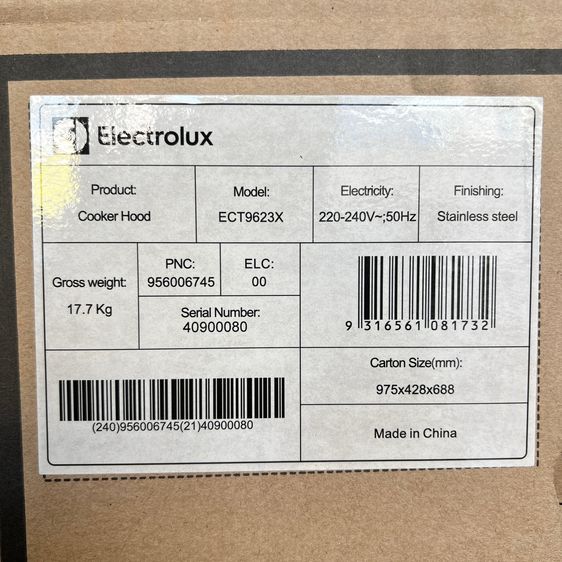 Electrolux
Product:
Cooker Hood
Model:
ECT9623X
Electricity:
220-240V~;50Hz
Finishing:
Stainless steel
Gross weight:
17.7 Kg
PNC:
956006745
ELC:
00
Serial Number:
40900080
9 316561 081732
(240)956006745(21)40900080
Carton Size(mm):
975x428x688
Made in China